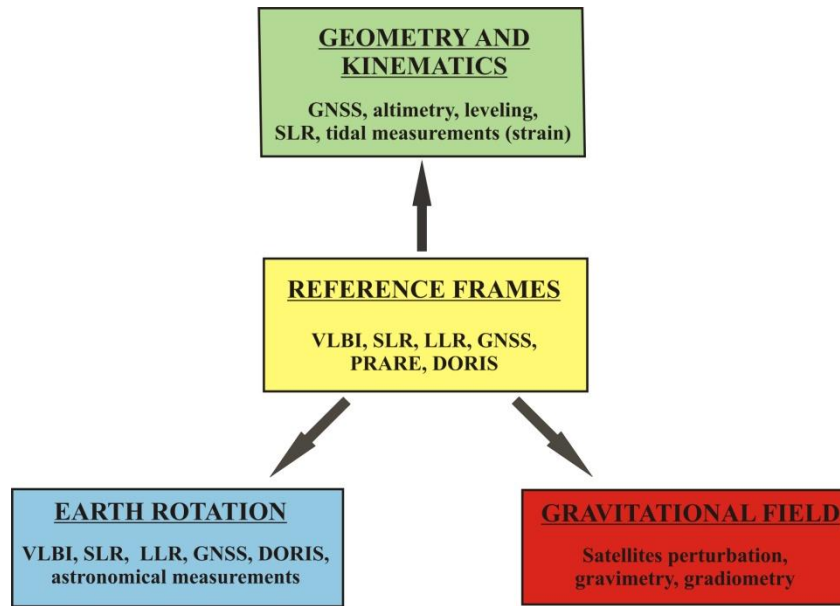 GEOMETRY AND
KINEMATICS
GNSS, altimetry, leveling,
SLR, tidal measurements (strain)
REFERENCE FRAMES
VLBI, SLR, LLR, GNSS,
PRARE, DORIS
EARTH ROTATION
VLBI, SLR, LLR, GNSS, DORIS,
astronomical measurements
GRAVITATIONAL FIELD
Satellites perturbation,
gravimetry, gradiometry